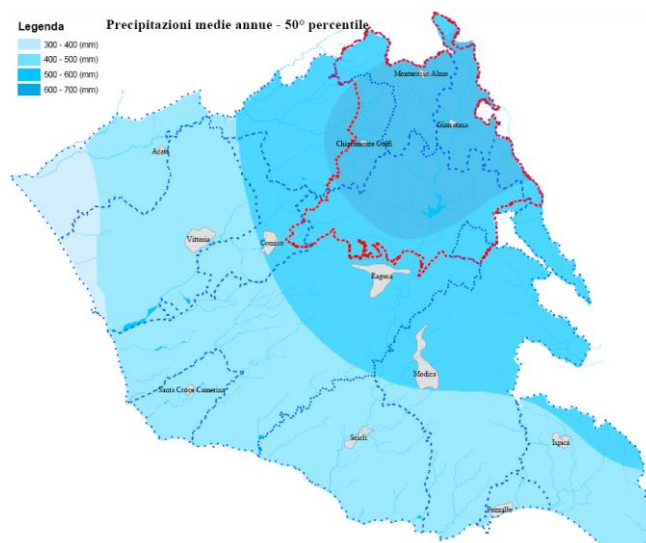 Legenda
Precipitazioni medie annue - 50° percentile
300 - 400 (mm)
400 - 500 (mm)
500 - 600 (mm)
600 - 700 (mm)
Monterosso Almo
Giarratana
Chiaramonte Gulfi
Acate
Vittoria
Comiso
Ragusa
Modica
Santa Croce Camerina
Scicli
Ispica
Pozzallo